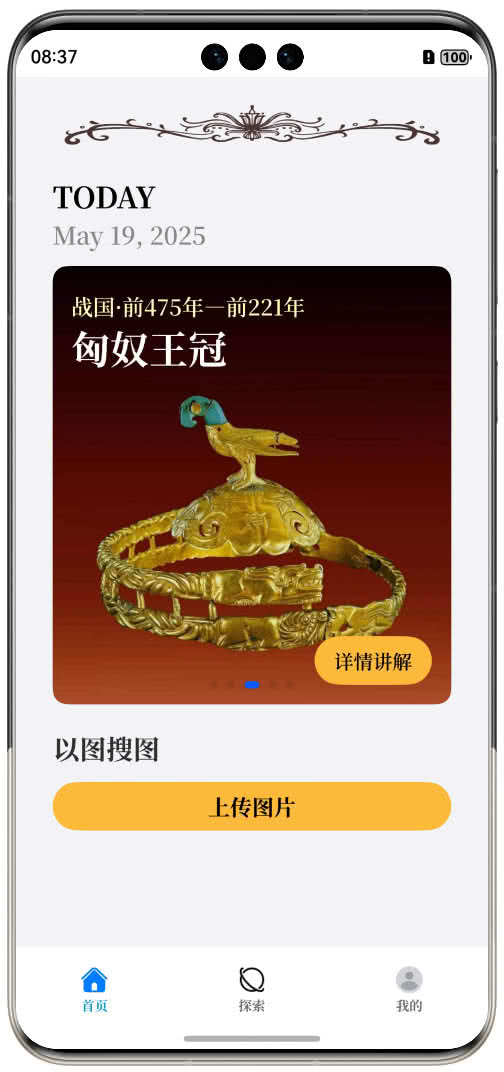 08:37
100
TODAY
May 19, 2025
战国·前475年—前221年
匈奴王冠
详情讲解
以图搜图
上传图片
首页
探索
我的